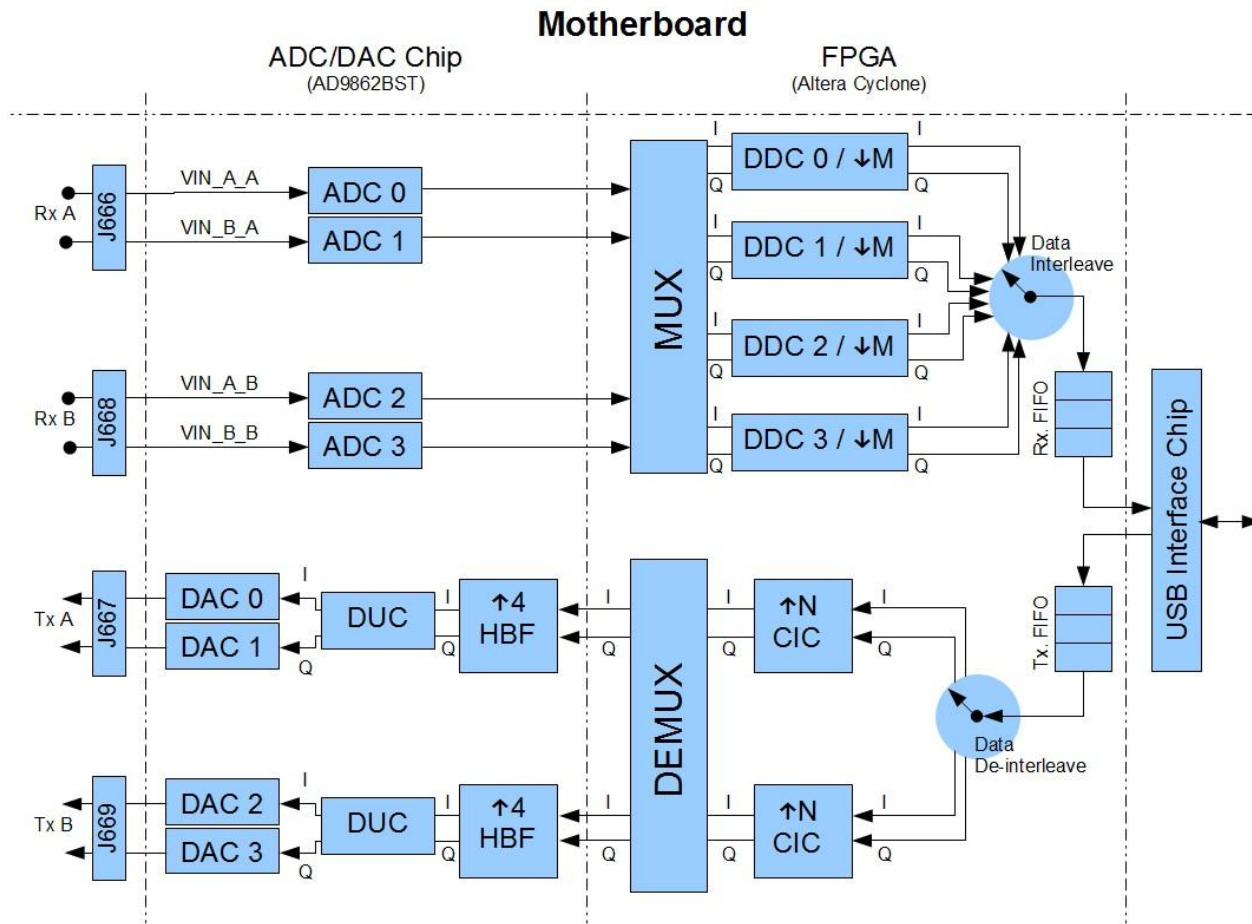 Motherboard
ADC/DAC Chip
(AD9862BST)
FPGA
(Altera Cyclone)
Rx A
J666
VIN_A_A
VIN_B_A
ADC 0
ADC 1
Rx B
J668
VIN_A_B
VIN_B_B
ADC 2
ADC 3
MUX
I
Q
DDC 0 / ↓M
I
Q
I
Q
DDC 1 / ↓M
I
Q
I
Q
DDC 2 / ↓M
I
Q
I
Q
DDC 3 / ↓M
I
Q
Data
Interleave
Rx. FIFO
USB Interface Chip
Tx. FIFO
Data
De-interleave
Tx A
J667
DAC 0
DAC 1
I
Q
DUC
I
Q
↑4
HBF
I
Q
DEMUX
I
Q
↑N
CIC
I
Q
Tx B
J669
DAC 2
DAC 3
I
Q
DUC
I
Q
↑4
HBF
I
Q
I
Q
↑N
CIC
I
Q